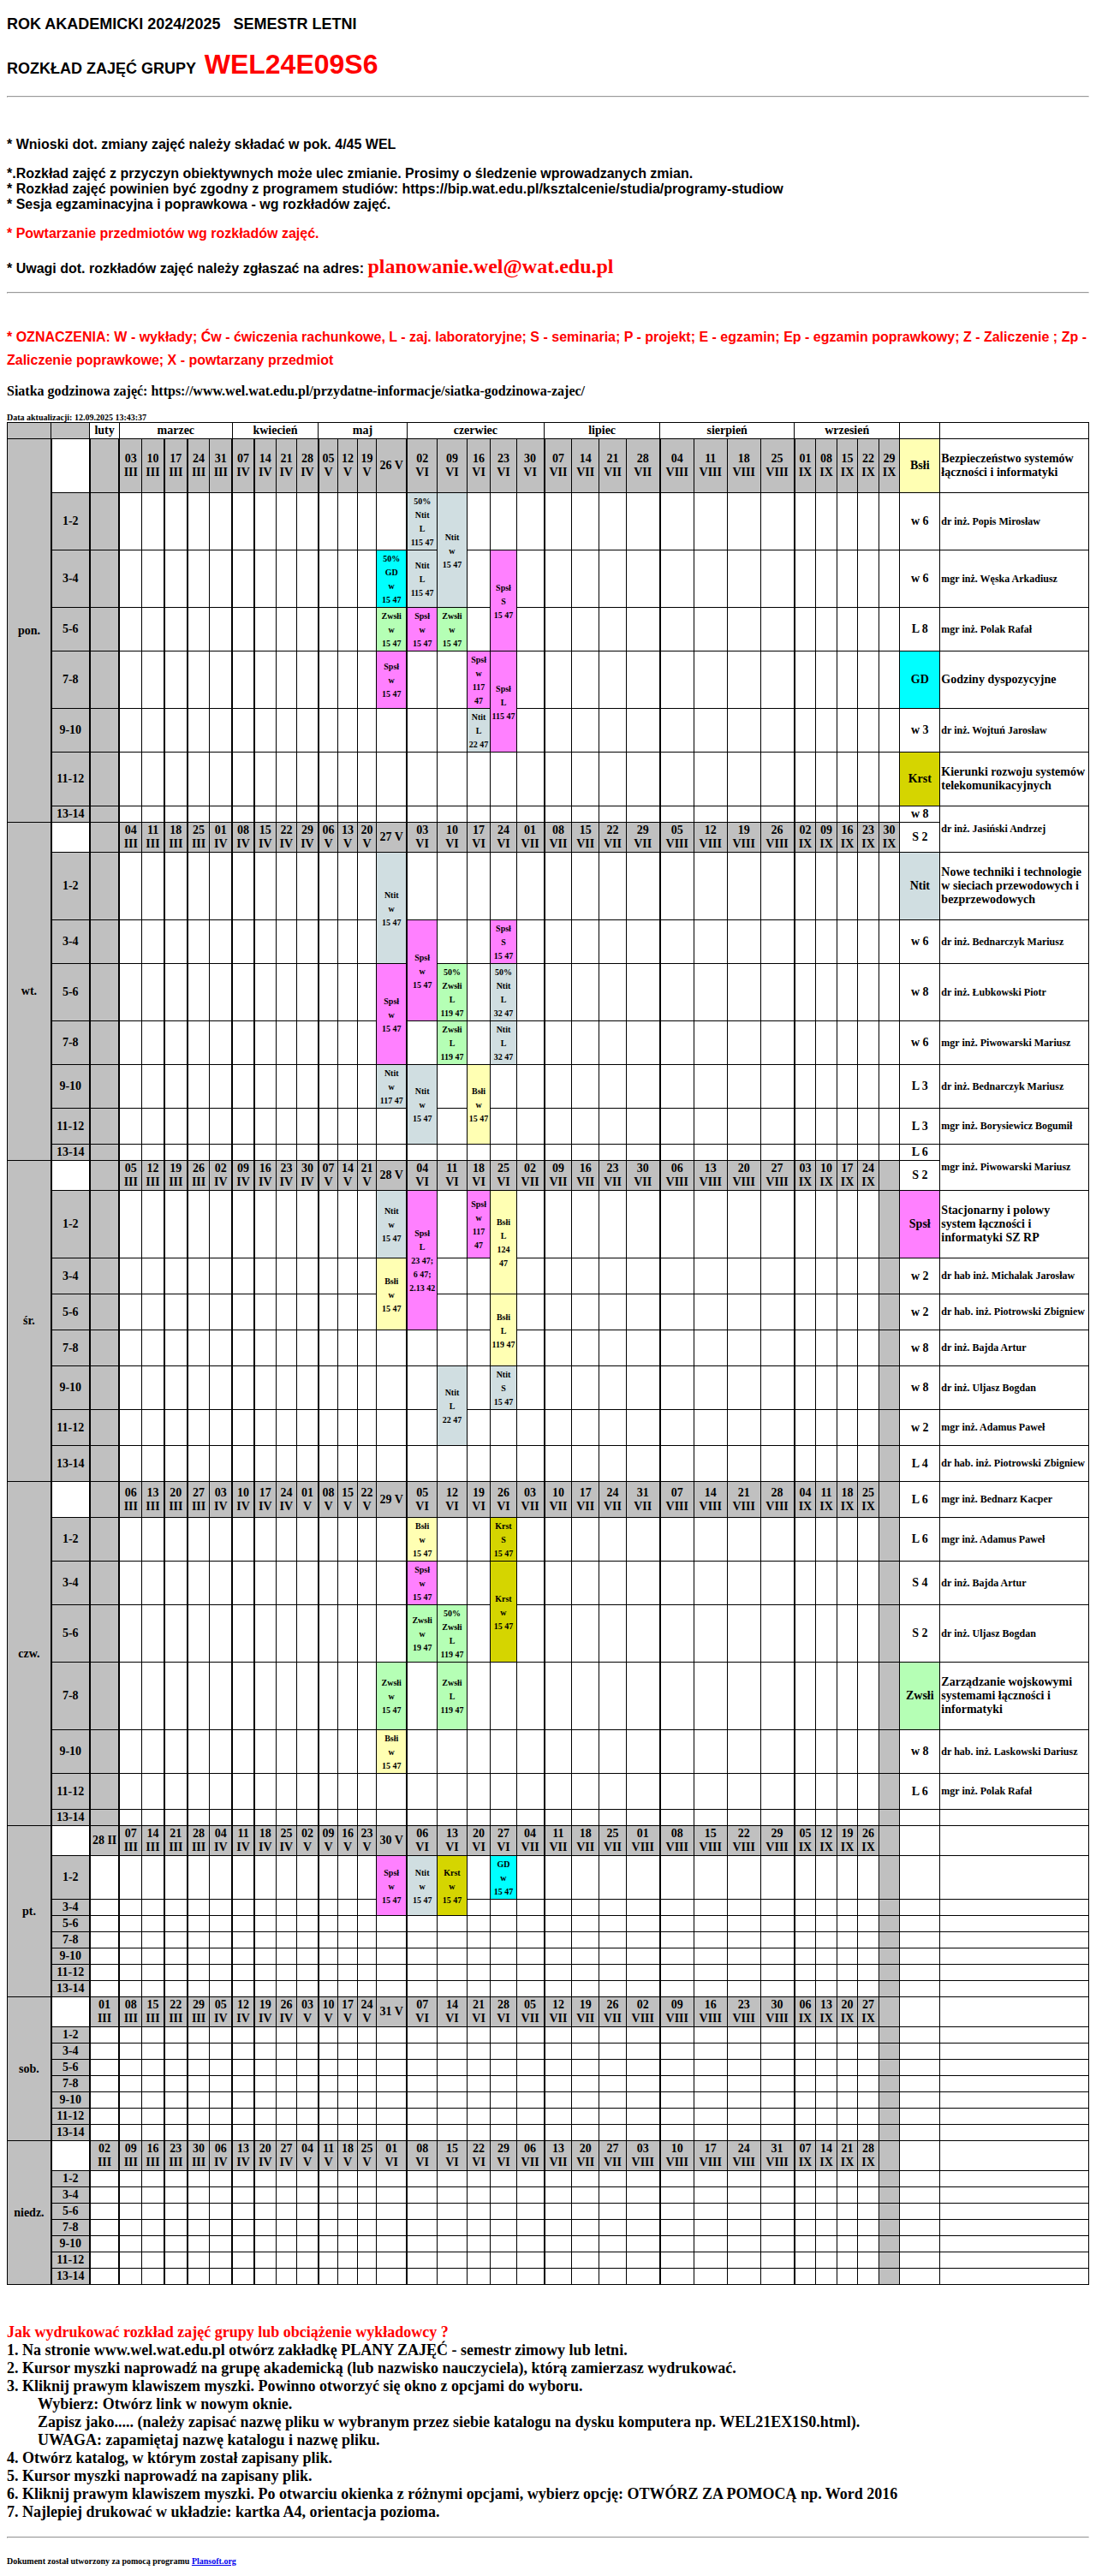 ROK AKADEMICKI 2024/2025 SEMESTR LETNI
ROZKŁAD ZAJĘĆ GRUPY WEL24E09S6
* Wnioski dot. zmiany zajęć należy składać w pok. 4/45 WEL
*.Rozkład zajęć z przyczyn obiektywnych może ulec zmianie. Prosimy o śledzenie wprowadzanych zmian.
* Rozkład zajęć powinien być zgodny z programem studiów: https://bip.wat.edu.pl/ksztalcenie/studia/programy-studiow
* Sesja egzaminacyjna i poprawkowa - wg rozkładów zajęć.
* Powtarzanie przedmiotów wg rozkładów zajęć.
* Uwagi dot. rozkładów zajęć należy zgłaszać na adres: planowanie.wel@wat.edu.pl
* OZNACZENIA: W - wykłady; Ćw - ćwiczenia rachunkowe, L - zaj. laboratoryjne; S - seminaria; P - projekt; E - egzamin; Ep - egzamin poprawkowy; Z - Zaliczenie ; Zp -
Zaliczenie poprawkowe; X - powtarzany przedmiot
Siatka godzinowa zajęć: https://www.wel.wat.edu.pl/przydatne-informacje/siatka-godzinowa-zajec/
Data aktualizacji: 12.09.2025 13:43:37
luty marzec kwiecień maj czerwiec lipiec sierpień wrzesień
pon.
03 III 10 III 17 III 24 III 31 III 07 IV 14 IV 21 IV 28 IV 05 V 12 V 19 V 26 V 02 VI 09 VI 16 VI 23 VI 30 VI 07 VII 14 VII 21 VII 28 VII 04 VIII 11 VIII 18 VIII 25 VIII 01 IX 08 IX 15 IX 22 IX 29 IX Bsłi Bezpieczeństwo systemów łączności i informatyki
1-2 50% Ntit L 115 47 Ntit w 15 47 w 6 dr inż. Popis Mirosław
3-4 50% GD w 15 47 Ntit L 115 47 Spsł S 15 47 w 6 mgr inż. Węska Arkadiusz
5-6 Zwsłi w 15 47 Spsł w 15 47 Zwsłi w 15 47 L 8 mgr inż. Polak Rafał
7-8 Spsł w 15 47 Spsł w 117 47 Spsł L 115 47 GD Godziny dyspozycyjne
9-10 Ntit L 22 47 w 3 dr inż. Wojtuń Jarosław
11-12 Krst Kierunki rozwoju systemów telekomunikacyjnych
13-14 w 8 dr inż. Jasiński Andrzej
wt.
04 III 11 III 18 III 25 III 01 IV 08 IV 15 IV 22 IV 29 IV 06 V 13 V 20 V 27 V 03 VI 10 VI 17 VI 24 VI 01 VII 08 VII 15 VII 22 VII 29 VII 05 VIII 12 VIII 19 VIII 26 VIII 02 IX 09 IX 16 IX 23 IX 30 IX S 2
1-2 Ntit w 15 47 Ntit Nowe techniki i technologie w sieciach przewodowych i bezprzewodowych
3-4 Spsł w 15 47 Spsł S 15 47 w 6 dr inż. Bednarczyk Mariusz
5-6 Spsł w 15 47 50% Zwsłi L 119 47 50% Ntit L 32 47 w 8 dr inż. Łubkowski Piotr
7-8 Zwsłi L 119 47 Ntit L 32 47 w 6 mgr inż. Piwowarski Mariusz
9-10 Ntit w 117 47 Ntit w 15 47 Bsłi w 15 47 L 3 dr inż. Bednarczyk Mariusz
11-12 L 3 mgr inż. Borysiewicz Bogumił
13-14 L 6 mgr inż. Piwowarski Mariusz
śr.
05 III 12 III 19 III 26 III 02 IV 09 IV 16 IV 23 IV 30 IV 07 V 14 V 21 V 28 V 04 VI 11 VI 18 VI 25 VI 02 VII 09 VII 16 VII 23 VII 30 VII 06 VIII 13 VIII 20 VIII 27 VIII 03 IX 10 IX 17 IX 24 IX S 2
1-2 Ntit w 15 47 Spsł L 23 47; 6 47; 2.13 42 Spsł w 117 47 Bsłi L 124 47 Spsł Stacjonarny i polowy system łączności i informatyki SZ RP
3-4 Bsłi w 15 47 w 2 dr hab inż. Michalak Jarosław
5-6 Bsłi L 119 47 w 2 dr hab. inż. Piotrowski Zbigniew
7-8 w 8 dr inż. Bajda Artur
9-10 Ntit L 22 47 Ntit S 15 47 w 8 dr inż. Uljasz Bogdan
11-12 w 2 mgr inż. Adamus Paweł
13-14 L 4 dr hab. inż. Piotrowski Zbigniew
czw.
06 III 13 III 20 III 27 III 03 IV 10 IV 17 IV 24 IV 01 V 08 V 15 V 22 V 29 V 05 VI 12 VI 19 VI 26 VI 03 VII 10 VII 17 VII 24 VII 31 VII 07 VIII 14 VIII 21 VIII 28 VIII 04 IX 11 IX 18 IX 25 IX L 6 mgr inż. Bednarz Kacper
1-2 Bsłi w 15 47 Krst S 15 47 L 6 mgr inż. Adamus Paweł
3-4 Spsł w 15 47 Krst w 15 47 S 4 dr inż. Bajda Artur
5-6 Zwsłi w 19 47 50% Zwsłi L 119 47 S 2 dr inż. Uljasz Bogdan
7-8 Zwsłi w 15 47 Zwsłi L 119 47 Zwsłi Zarządzanie wojskowymi systemami łączności i informatyki
9-10 Bsłi w 15 47 w 8 dr hab. inż. Laskowski Dariusz
11-12 L 6 mgr inż. Polak Rafał
13-14
pt.
28 II 07 III 14 III 21 III 28 III 04 IV 11 IV 18 IV 25 IV 02 V 09 V 16 V 23 V 30 V 06 VI 13 VI 20 VI 27 VI 04 VII 11 VII 18 VII 25 VII 01 VIII 08 VIII 15 VIII 22 VIII 29 VIII 05 IX 12 IX 19 IX 26 IX
1-2 Spsł w 15 47 Ntit w 15 47 Krst w 15 47 GD w 15 47
3-4
5-6
7-8
9-10
11-12
13-14
sob.
01 III 08 III 15 III 22 III 29 III 05 IV 12 IV 19 IV 26 IV 03 V 10 V 17 V 24 V 31 V 07 VI 14 VI 21 VI 28 VI 05 VII 12 VII 19 VII 26 VII 02 VIII 09 VIII 16 VIII 23 VIII 30 VIII 06 IX 13 IX 20 IX 27 IX
1-2
3-4
5-6
7-8
9-10
11-12
13-14
niedz.
02 III 09 III 16 III 23 III 30 III 06 IV 13 IV 20 IV 27 IV 04 V 11 V 18 V 25 V 01 VI 08 VI 15 VI 22 VI 29 VI 06 VII 13 VII 20 VII 27 VII 03 VIII 10 VIII 17 VIII 24 VIII 31 VIII 07 IX 14 IX 21 IX 28 IX
1-2
3-4
5-6
7-8
9-10
11-12
13-14
Jak wydrukować rozkład zajęć grupy lub obciążenie wykładowcy ?
1. Na stronie www.wel.wat.edu.pl otwórz zakładkę PLANY ZAJĘĆ - semestr zimowy lub letni.
2. Kursor myszki naprowadź na grupę akademicką (lub nazwisko nauczyciela), którą zamierzasz wydrukować.
3. Kliknij prawym klawiszem myszki. Powinno otworzyć się okno z opcjami do wyboru.
Wybierz: Otwórz link w nowym oknie.
Zapisz jako..... (należy zapisać nazwę pliku w wybranym przez siebie katalogu na dysku komputera np. WEL21EX1S0.html).
UWAGA: zapamiętaj nazwę katalogu i nazwę pliku.
4. Otwórz katalog, w którym został zapisany plik.
5. Kursor myszki naprowadź na zapisany plik.
6. Kliknij prawym klawiszem myszki. Po otwarciu okienka z różnymi opcjami, wybierz opcję: OTWÓRZ ZA POMOCĄ np. Word 2016
7. Najlepiej drukować w układzie: kartka A4, orientacja pozioma.
Dokument został utworzony za pomocą programu Plansoft.org